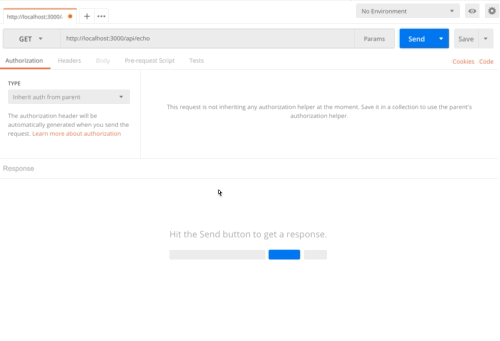 http://localhost:3000/
No Environment
GET
http://localhost:3000/api/echo
Params
Send
Save
Authorization
Headers
Body
Pre-request Script
Tests
Cookies
Code
TYPE
Inherit auth from parent
The authorization header will be
automatically generated when you send the
request. Learn more about authorization
This request is not inheriting any authorization helper at the moment. Save it in a collection to use the parent's
authorization helper.
Response
Hit the Send button to get a response.